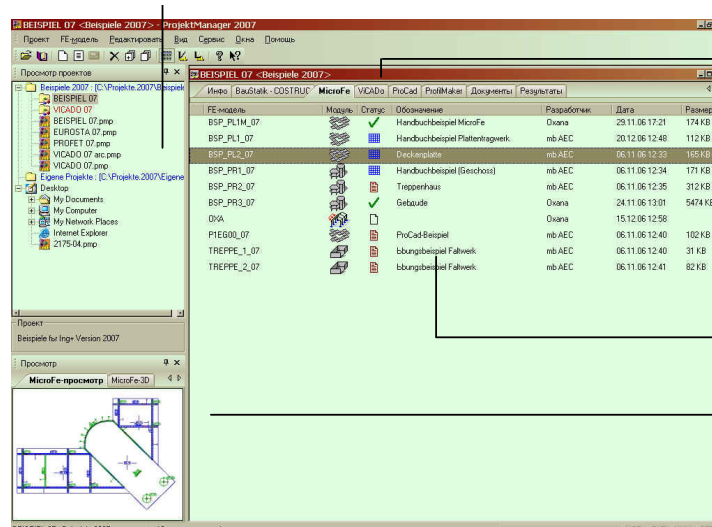 BEISPIEL 07 <Beispiele 2007> - ProjektManager 2007
Проект FE-модель Редактировать Вид Сервис Окна Помощь
Просмотр проектов
Beispiele 2007 : [C:\Projekte.2007\Beispiele
BEISPIEL 07
VICADO 07
BEISPIEL 07.pmp
EUROSTA 07.pmp
PROFET 07.pmp
VICADO 07 arc.pmp
VICADO 07.pmp
Eigene Projekte : [C:\Projekte.2007\Eigene
Desktop
My Documents
My Computer
My Network Places
Internet Explorer
2175-04.pmp
Проект
Beispiele fur Ing+ Version 2007
Просмотр
MicroFe-просмотр MicroFe-3D
BEISPIEL 07 <Beispiele 2007>
Инфо BauStatik - COSTRUC MicroFe ViCADo ProCad ProfilMaker Документы Результаты
FE-модель Модуль Статус Обозначение Разработчик Дата Размер
BSP_PL1M_07 Handbuchbeispiel MicroFe Oxana 29.11.06 17:21 174 KB
BSP_PL1_07 Handbuchbeispiel Plattentragwerk mb AEC 20.12.06 12:48 112 KB
BSP_PL2_07 Deckenplatte mb AEC 06.11.06 12:33 165 KB
BSP_PR1_07 Handbuchbeispiel (Geschoss) mb AEC 06.11.06 12:34 171 KB
BSP_PR2_07 Treppenhaus mb AEC 06.11.06 12:35 312 KB
BSP_PR3_07 Gebдude Oxana 24.11.06 13:01 5474 KB
OXA Oxana 15.12.06 12:58
P1EG00_07 ProCad-Beispiel mb AEC 06.11.06 12:40 102 KB
TREPPE_1_07 Ьbungsbeispiel Faltwerk mb AEC 06.11.06 12:40 31 KB
TREPPE_2_07 Ьbungsbeispiel Faltwerk mb AEC 06.11.06 12:41 82 KB